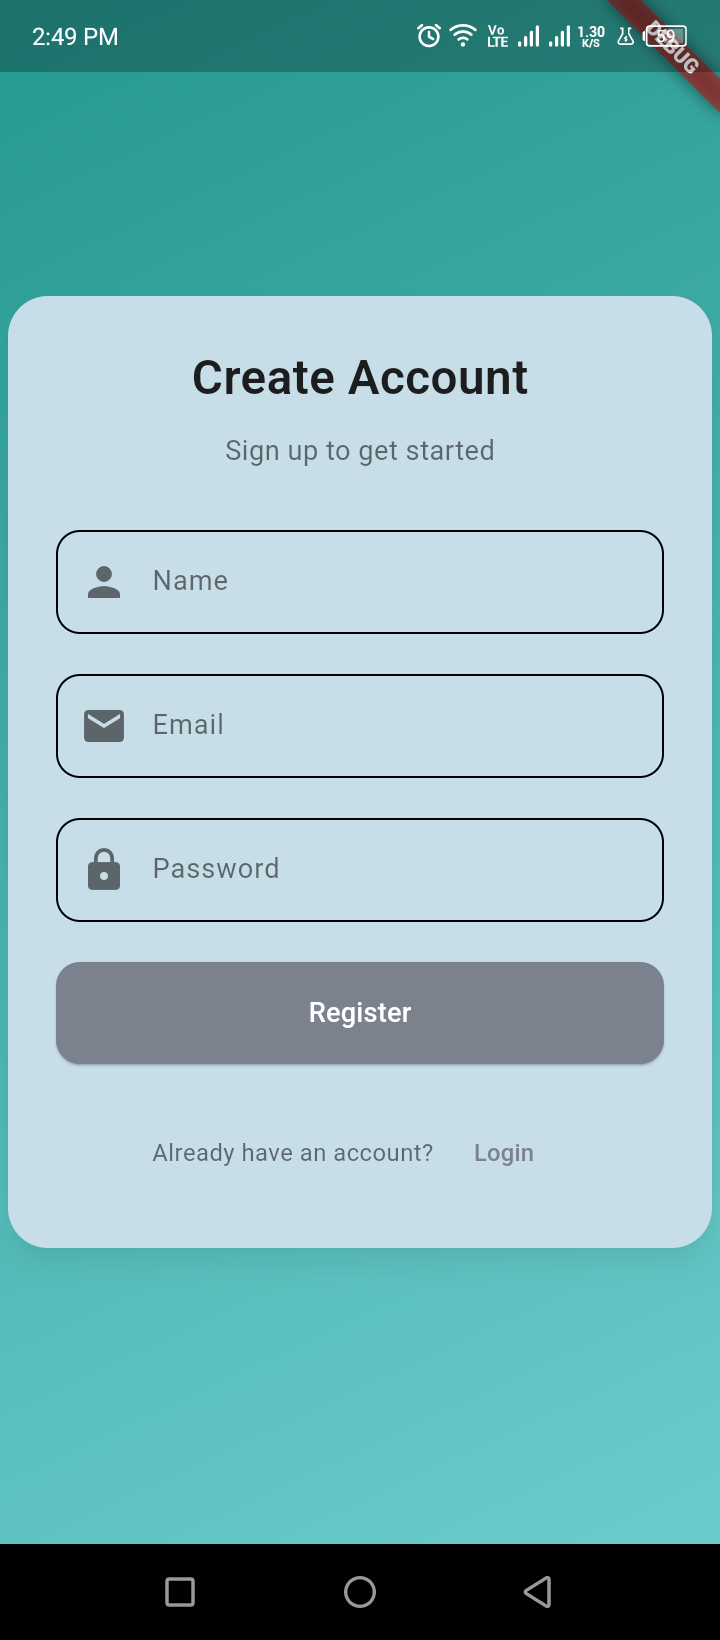 2:49 PM Vo LTE 1.30 K/S 59
DEBUG
Create Account
Sign up to get started
Name
Email
Password
Register
Already have an account? Login